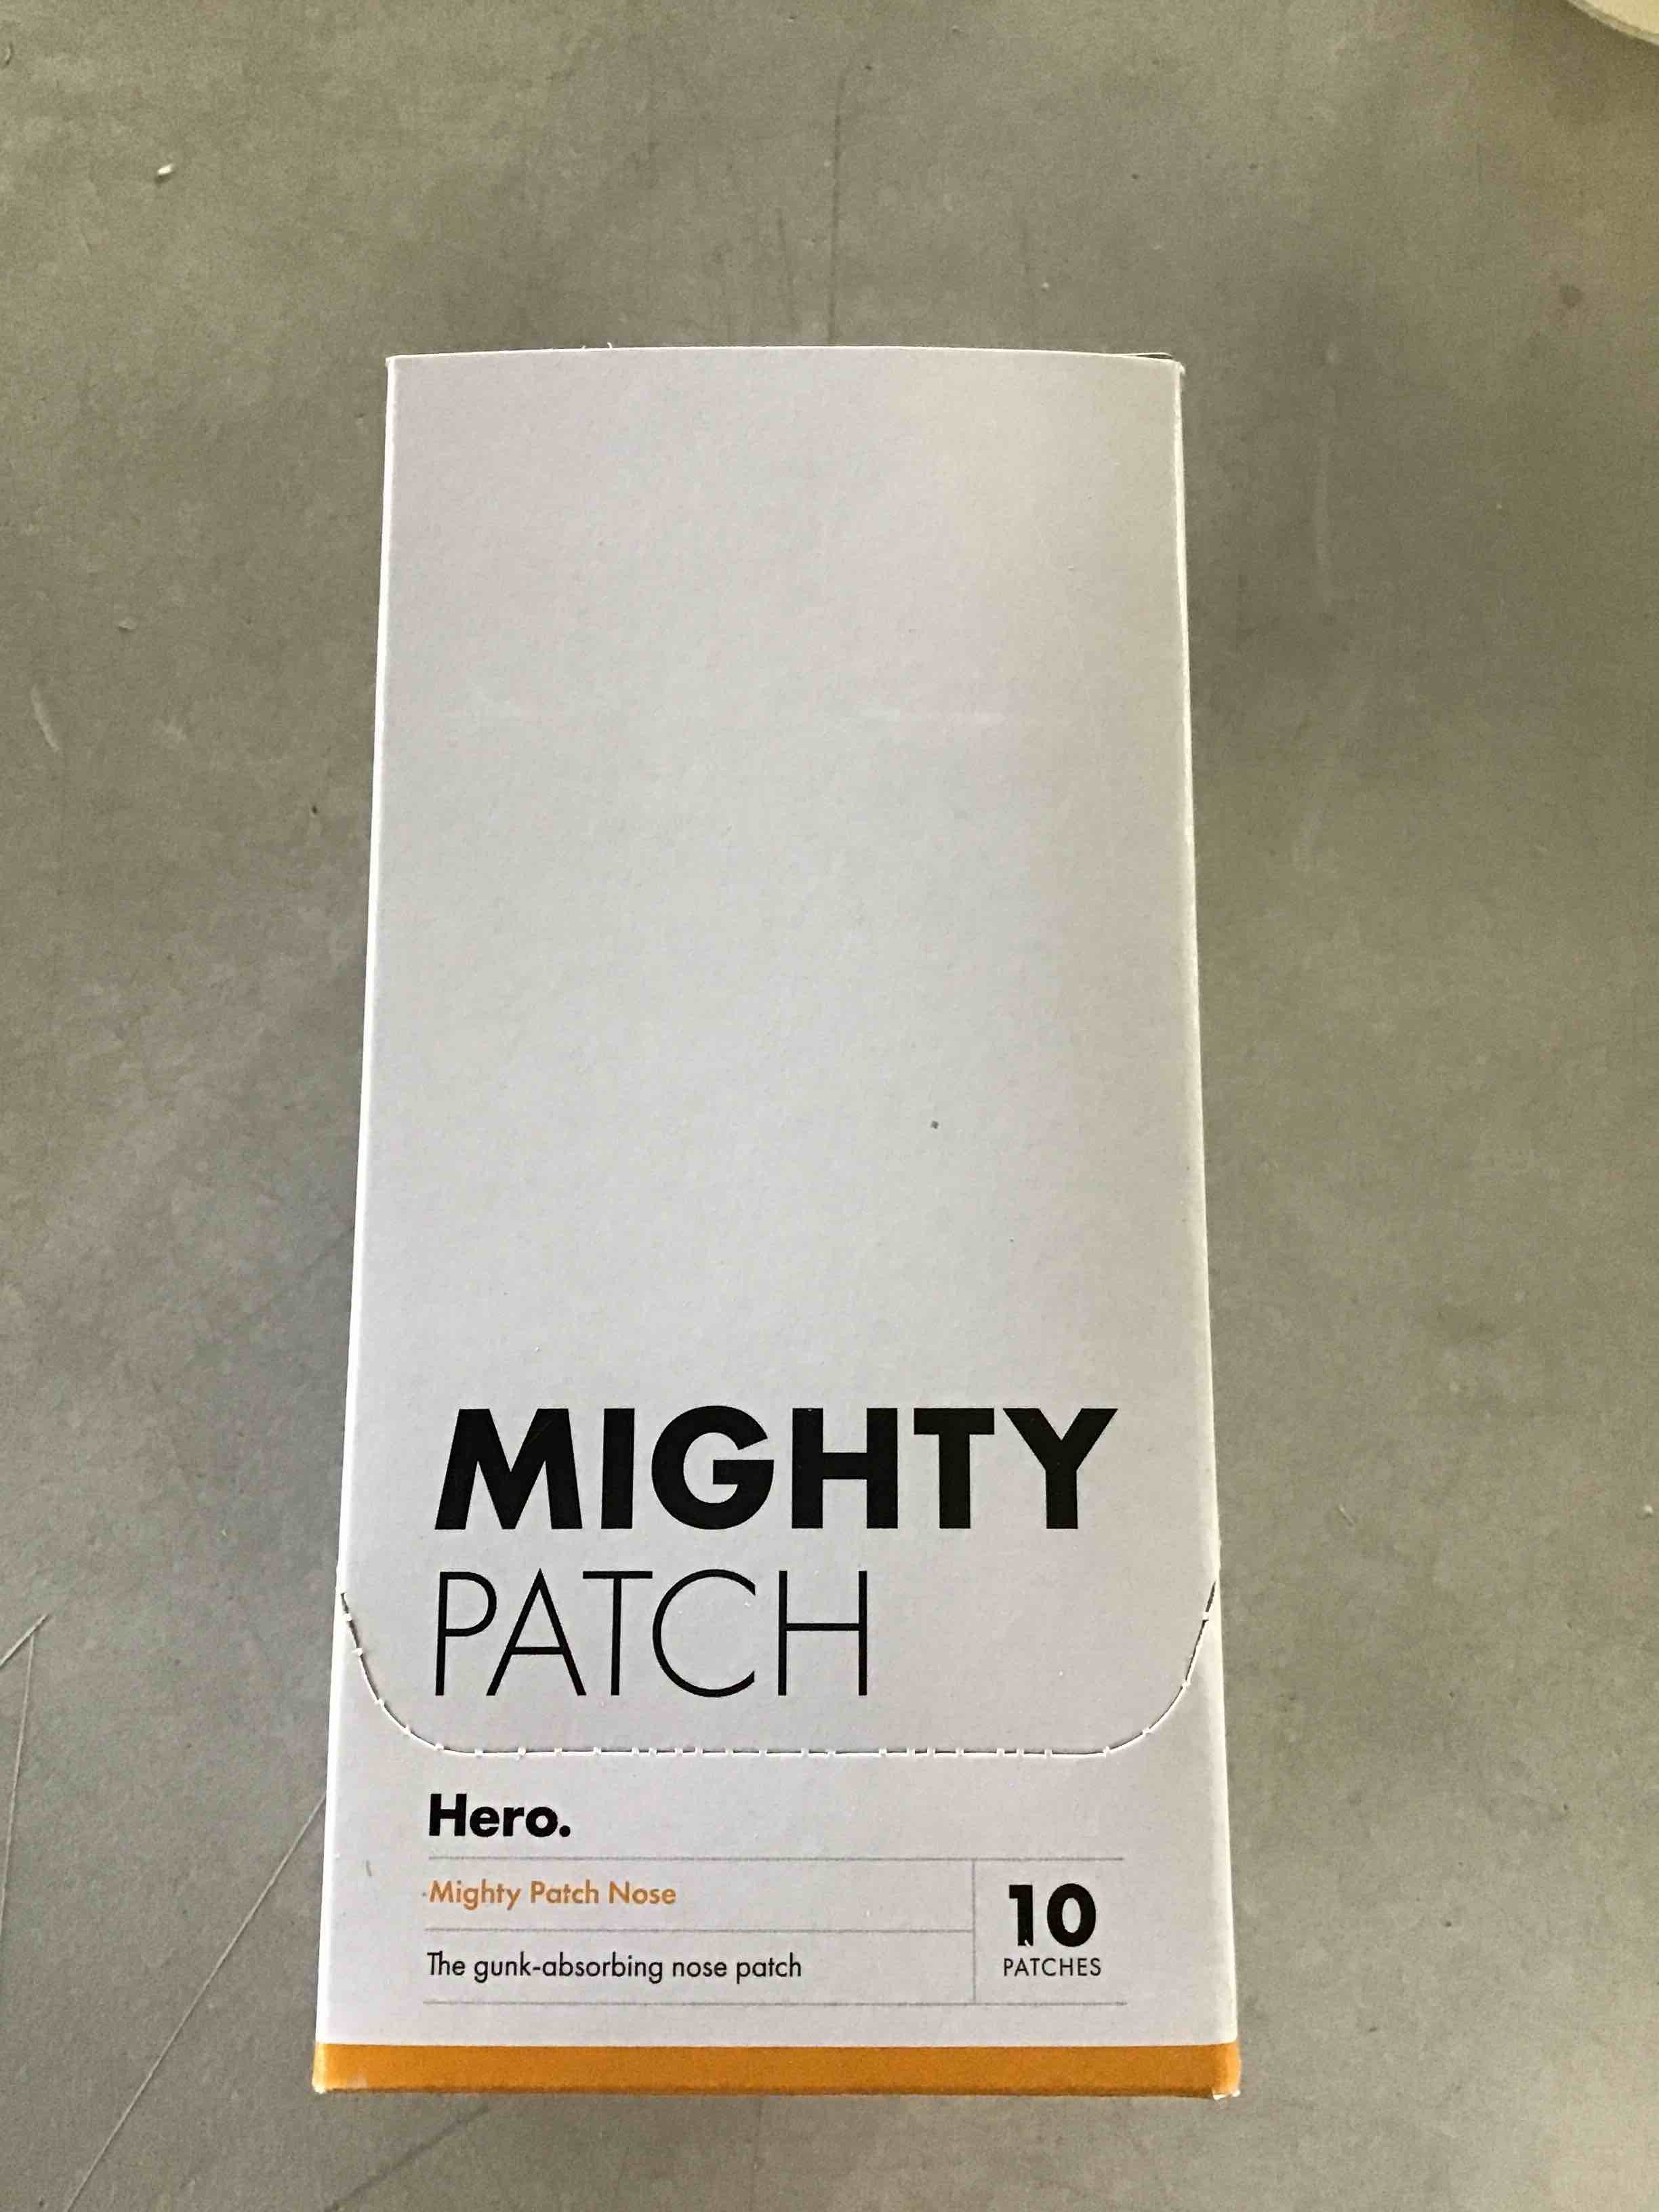 MIGHTY
PATCH
Hero.
Mighty Patch Nose
The gunk-absorbing nose patch
10
PATCHES